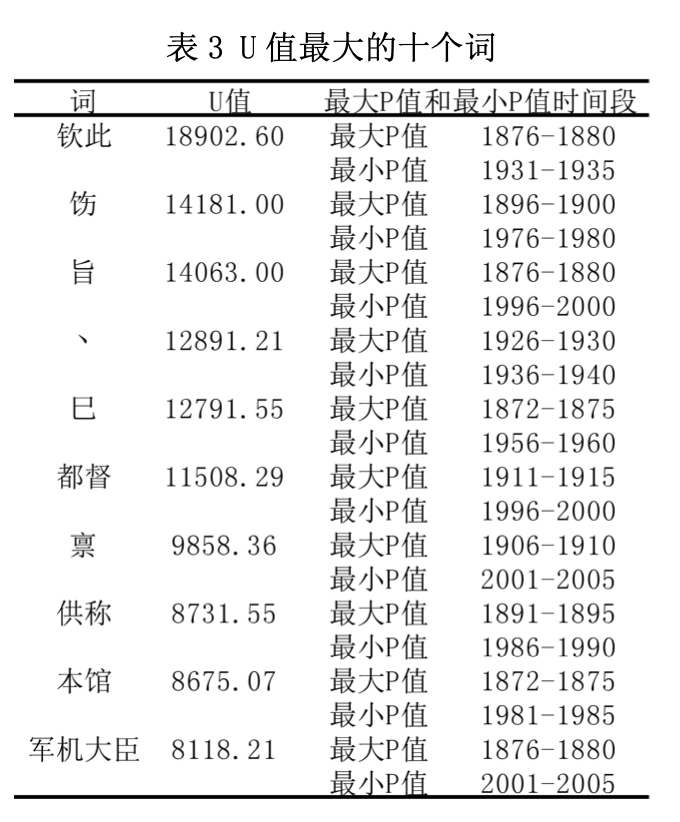 表 3 U 值最大的十个词
词 U值 最大P值和最小P值时间段
钦此 18902.60 最大P值 1876-1880
最小P值 1931-1935
饬 14181.00 最大P值 1896-1900
最小P值 1976-1980
旨 14063.00 最大P值 1876-1880
最小P值 1996-2000
丶 12891.21 最大P值 1926-1930
最小P值 1936-1940
巳 12791.55 最大P值 1872-1875
最小P值 1956-1960
都督 11508.29 最大P值 1911-1915
最小P值 1996-2000
禀 9858.36 最大P值 1906-1910
最小P值 2001-2005
供称 8731.55 最大P值 1891-1895
最小P值 1986-1990
本馆 8675.07 最大P值 1872-1875
最小P值 1981-1985
军机大臣 8118.21 最大P值 1876-1880
最小P值 2001-2005